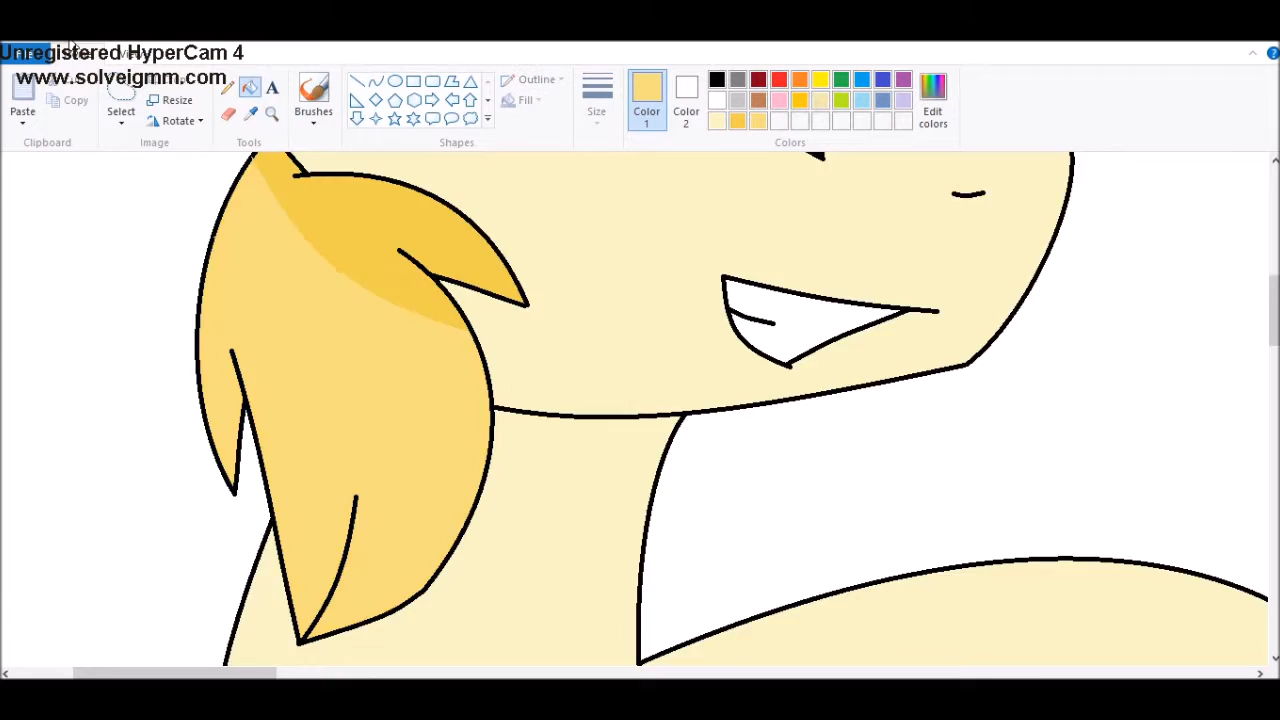 Unregistered HyperCam 4
www.solveigmm.com
Paste
Copy
Clipboard
Select
Resize
Rotate
Image
A
Tools
Brushes
Outline
Fill
Shapes
Size
Color 1
Color 2
Edit colors
Colors